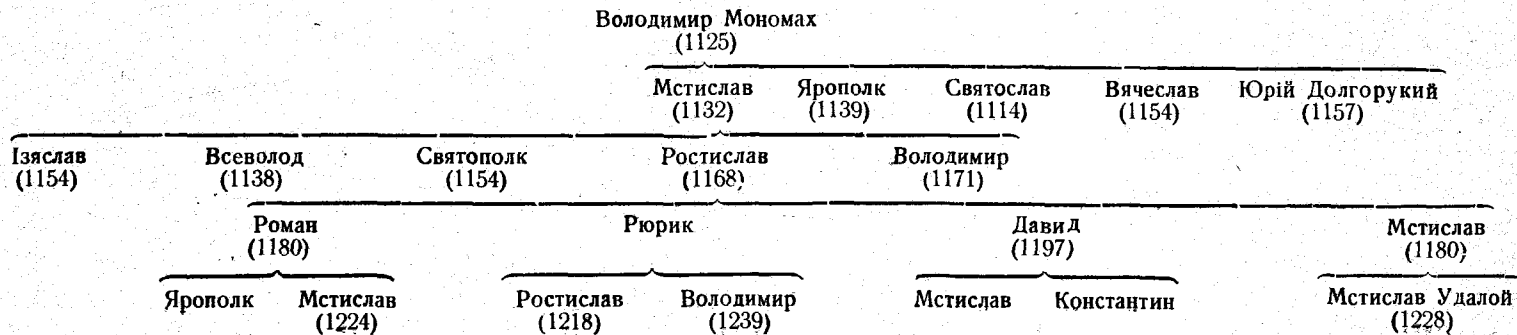 Володимир Мономах
(1125)
Мстислав Ярополк Святослав Вячеслав Юрій Долгорукий
(1132) (1139) (1114) (1154) (1157)
Ізяслав Всеволод Святополк Ростислав Володимир
(1154) (1138) (1154) (1168) (1171)
Роман Рюрик Давид Мстислав
(1180) (1197) (1180)
Ярополк Мстислав Ростислав Володимир Мстислав Константин Мстислав Удалой
(1224) (1218) (1239) (1228)